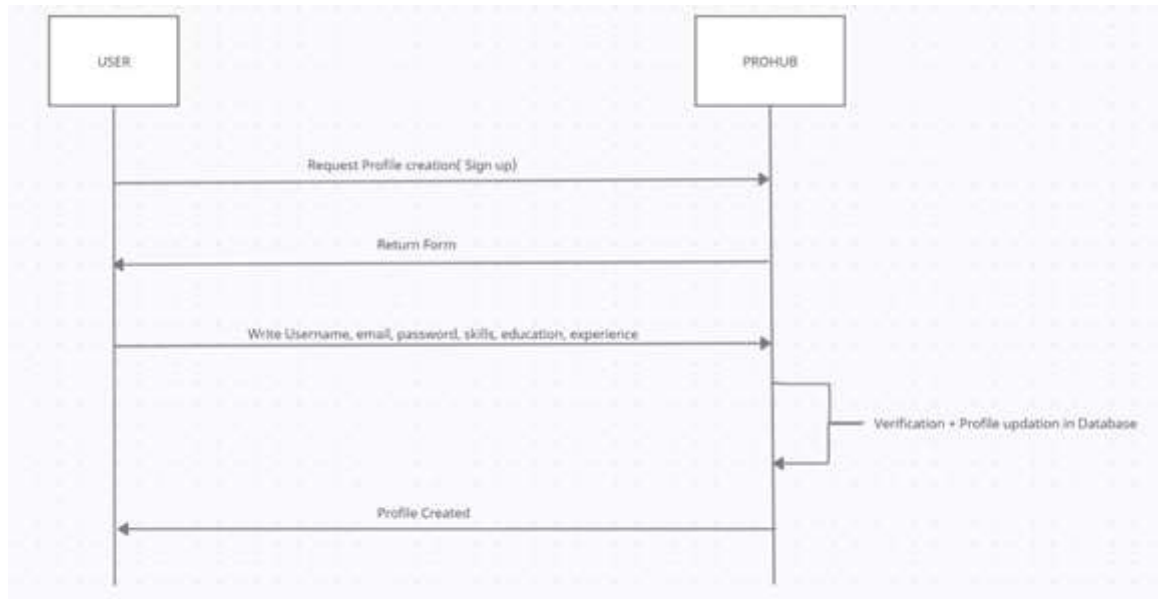 USER
PROHUB
Request Profile creation( Sign up)
Return Form
Write Username, email, password, skills, education, experience
Verification + Profile updation in Database
Profile Created